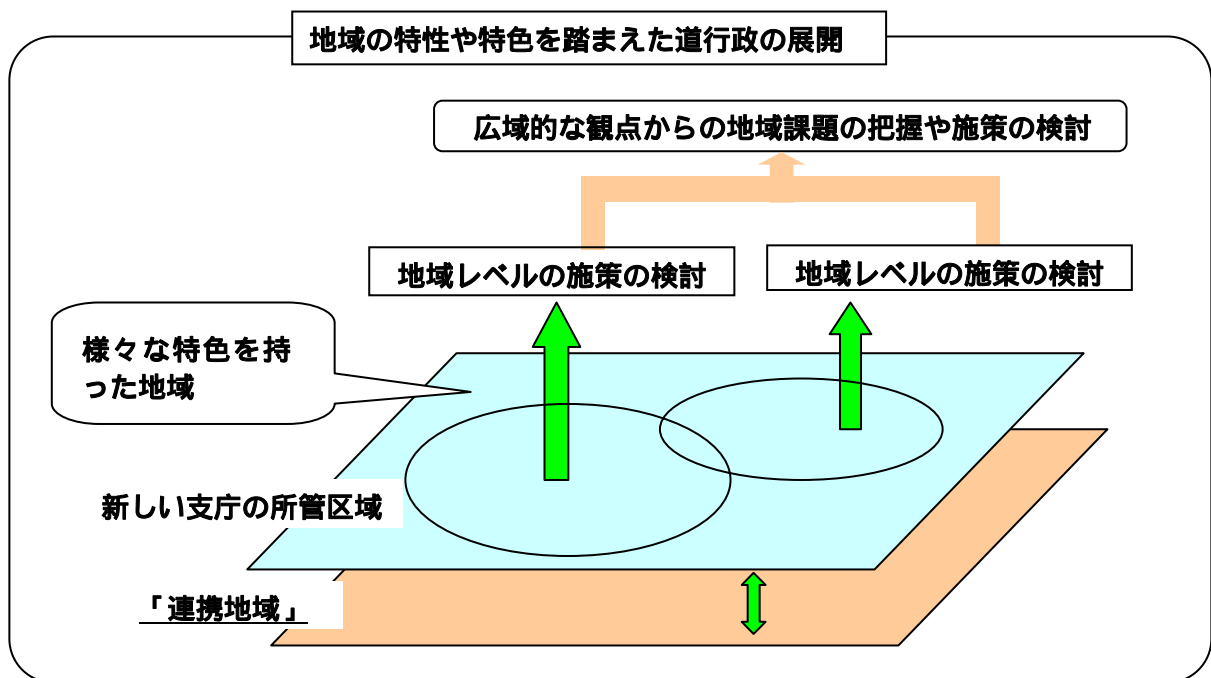 地域の特性や特色を踏まえた道行政の展開
広域的な観点からの地域課題の把握や施策の検討
地域レベルの施策の検討
地域レベルの施策の検討
様々な特色を持
った地域
新しい支庁の所管区域
「連携地域」